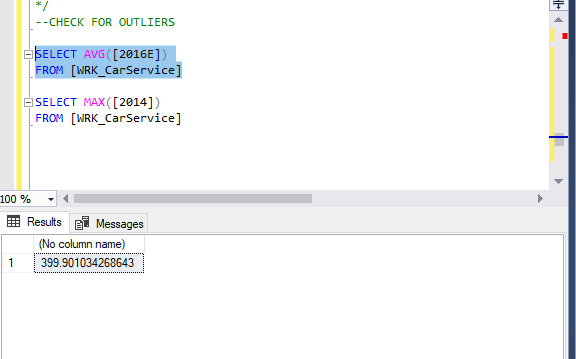 */
--CHECK FOR OUTLIERS
SELECT AVG([2016E])
FROM [WRK_CarService]
SELECT MAX([2014])
FROM [WRK_CarService]
100 %
Results Messages
(No column name)
1 399.901034268643